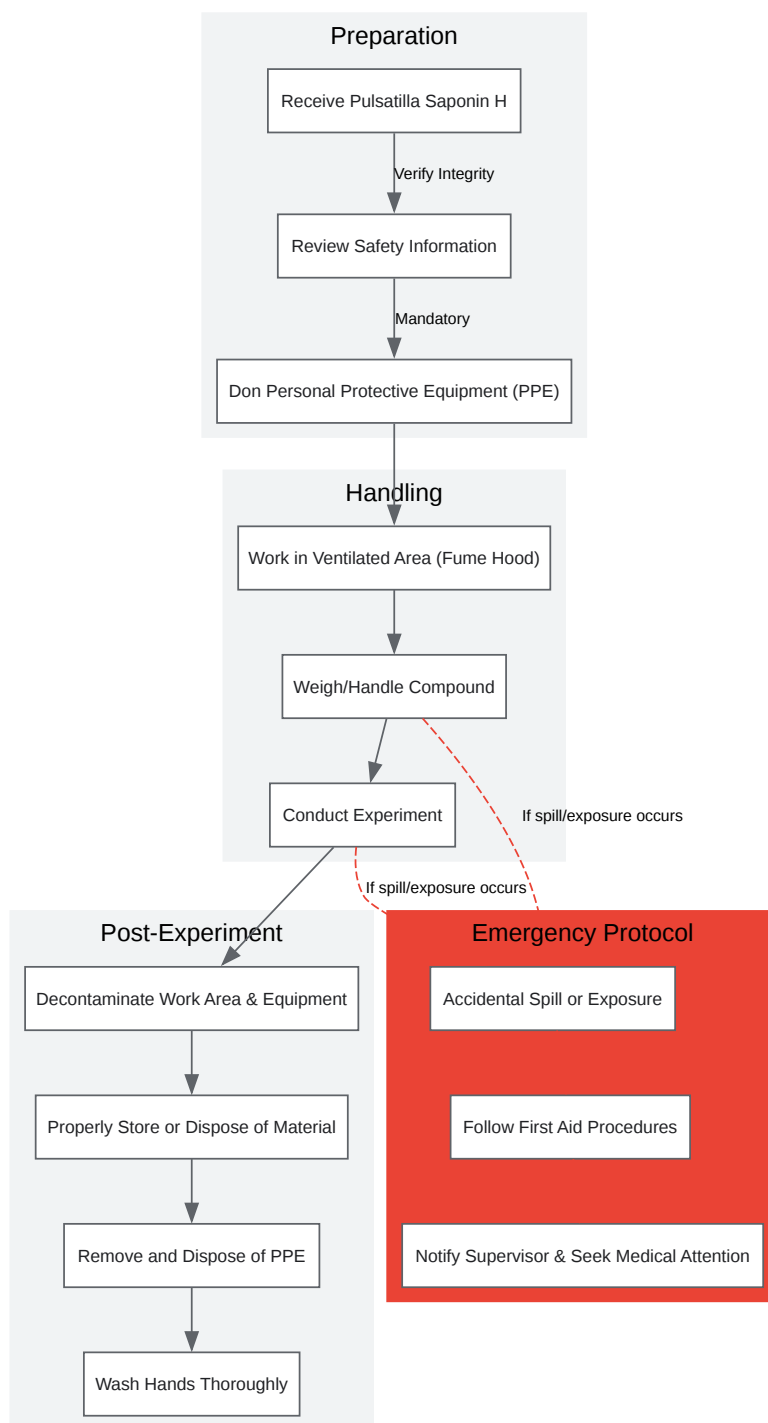 Preparation
Receive Pulsatilla Saponin H
Verify Integrity
Review Safety Information
Mandatory
Don Personal Protective Equipment (PPE)
Handling
Work in Ventilated Area (Fume Hood)
Weigh/Handle Compound
Conduct Experiment
If spill/exposure occurs
If spill/exposure occurs
Post-Experiment
Decontaminate Work Area & Equipment
Properly Store or Dispose of Material
Remove and Dispose of PPE
Wash Hands Thoroughly
Emergency Protocol
Accidental Spill or Exposure
Follow First Aid Procedures
Notify Supervisor & Seek Medical Attention